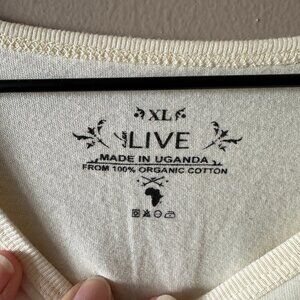 XL
LIVE
MADE IN UGANDA
FROM 100% ORGANIC COTTON